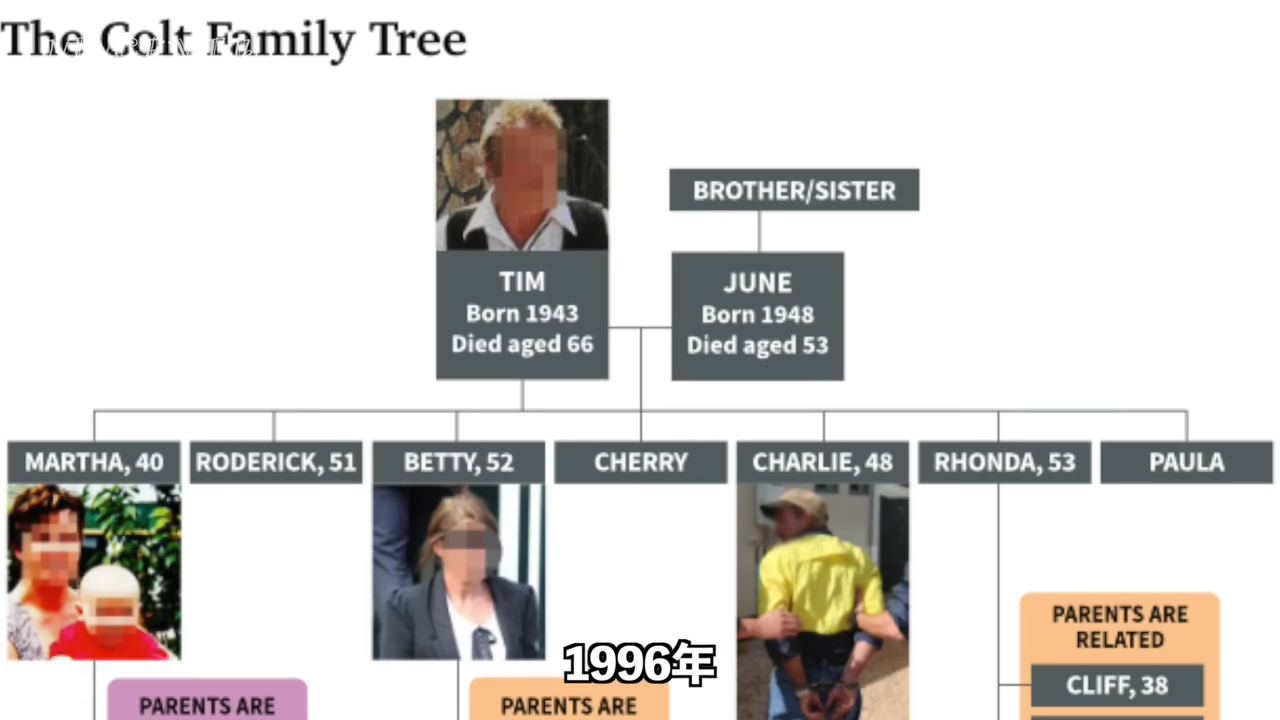 The Colt Family Tree
BROTHER/SISTER
TIM
Born 1943
Died aged 66
JUNE
Born 1948
Died aged 53
MARTHA, 40
RODERICK, 51
BETTY, 52
CHERRY
CHARLIE, 48
RHONDA, 53
PAULA
PARENTS ARE
RELATED
CLIFF, 38
PARENTS ARE
PARENTS ARE
1996年